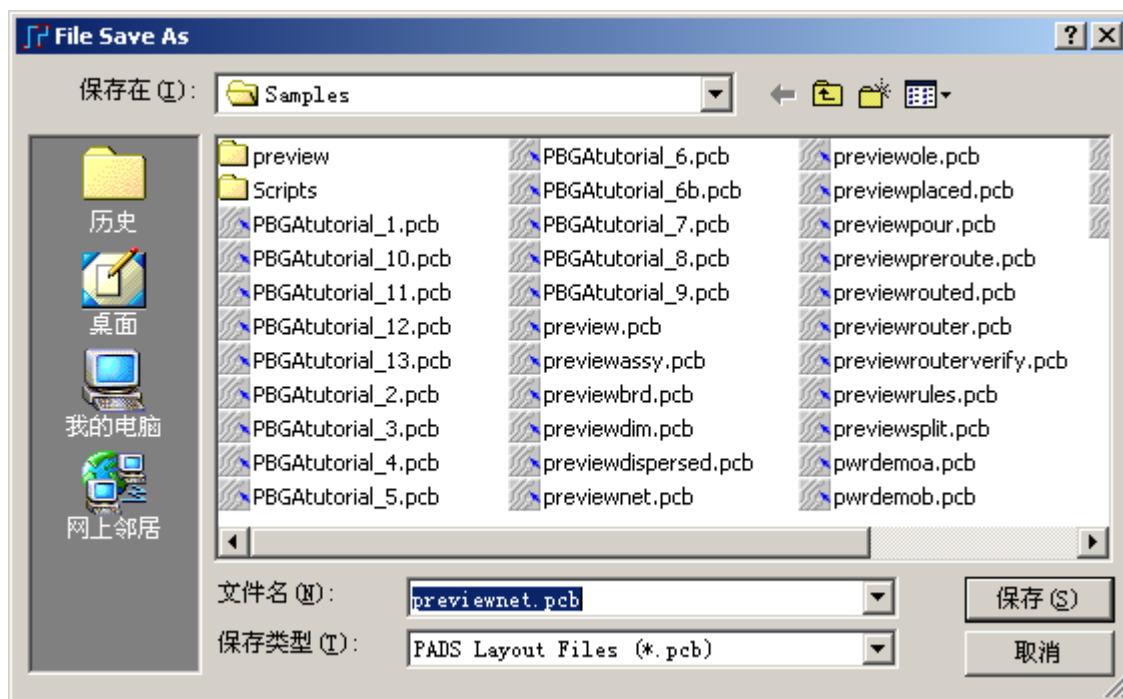 File Save As
保存在(I):
Samples
历史
桌面
我的电脑
网上邻居
preview
Scripts
PBGAtutorial_1.pcb
PBGAtutorial_10.pcb
PBGAtutorial_11.pcb
PBGAtutorial_12.pcb
PBGAtutorial_13.pcb
PBGAtutorial_2.pcb
PBGAtutorial_3.pcb
PBGAtutorial_4.pcb
PBGAtutorial_5.pcb
PBGAtutorial_6.pcb
PBGAtutorial_6b.pcb
PBGAtutorial_7.pcb
PBGAtutorial_8.pcb
PBGAtutorial_9.pcb
preview.pcb
previewassy.pcb
previewbrd.pcb
previewdim.pcb
previewdispersed.pcb
previewnet.pcb
previewole.pcb
previewplaced.pcb
previewpour.pcb
previewpreroute.pcb
previewrouted.pcb
previewrouter.pcb
previewrouterverify.pcb
previewrules.pcb
previewsplit.pcb
pwrdemoa.pcb
pwrdemob.pcb
文件名(N):
previewnet.pcb
保存(S)
保存类型(T):
PADS Layout Files (*.pcb)
取消